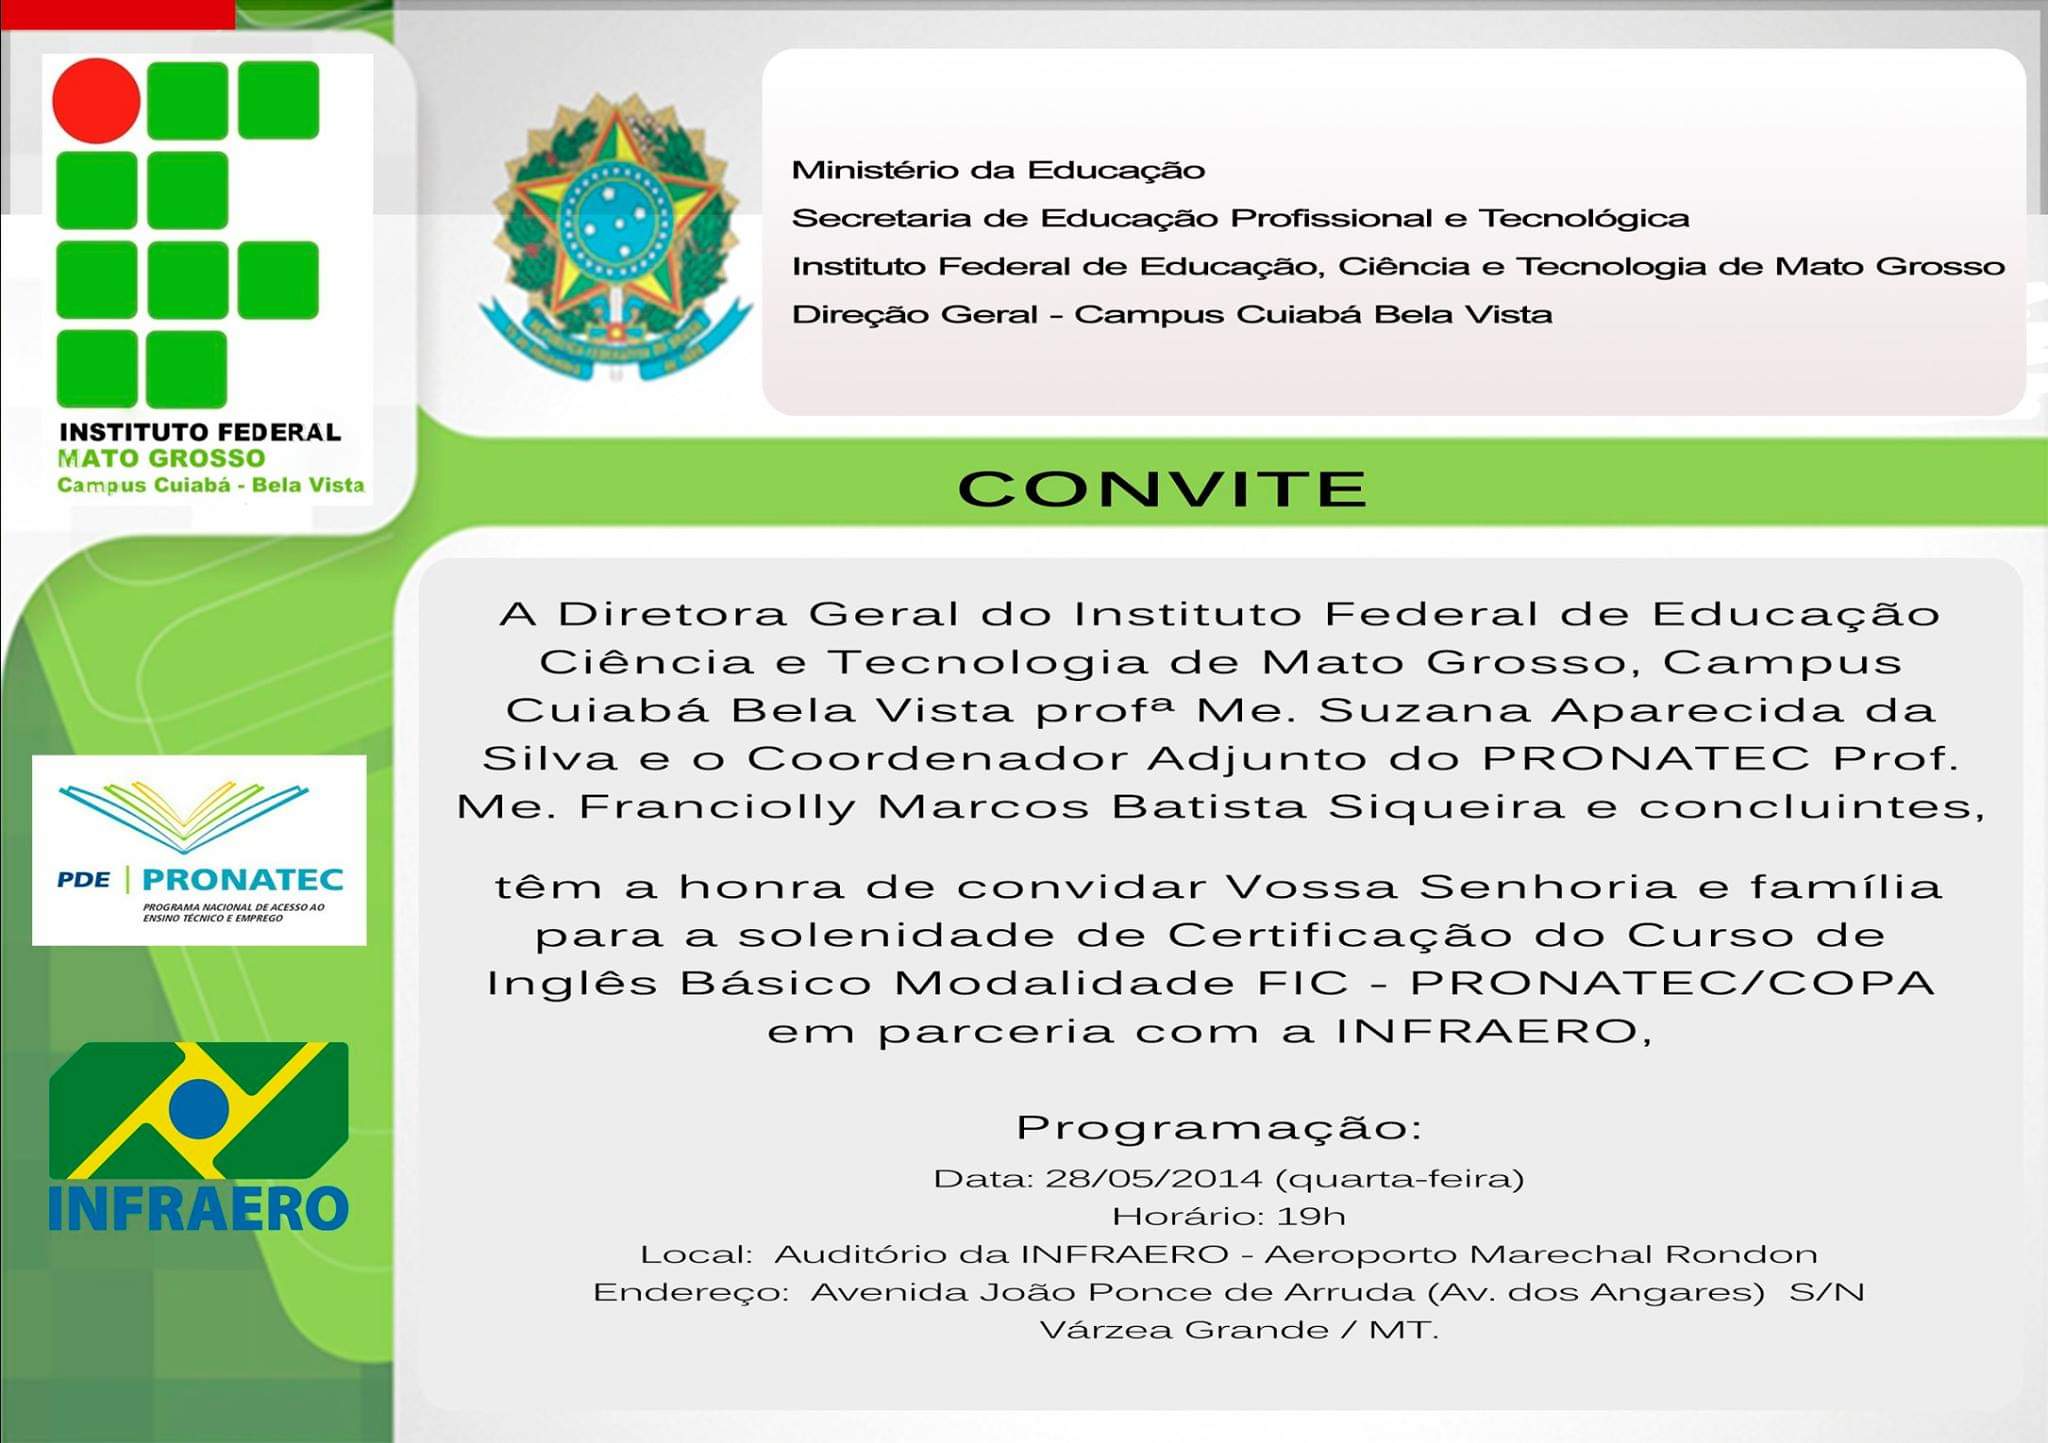 INSTITUTO FEDERAL
MATO GROSSO
Campus Cuiabá - Bela Vista
Ministério da Educação
Secretaria de Educação Profissional e Tecnológica
Instituto Federal de Educação, Ciência e Tecnologia de Mato Grosso
Direção Geral - Campus Cuiabá Bela Vista
CONVITE
A Diretora Geral do Instituto Federal de Educação
Ciência e Tecnologia de Mato Grosso, Campus
Cuiabá Bela Vista profª Me. Suzana Aparecida da
Silva e o Coordenador Adjunto do PRONATEC Prof.
Me. Franciolly Marcos Batista Siqueira e concluintes,
têm a honra de convidar Vossa Senhoria e família
para a solenidade de Certificação do Curso de
Inglês Básico Modalidade FIC - PRONATEC/COPA
em parceria com a INFRAERO,
Programação:
Data: 28/05/2014 (quarta-feira)
Horário: 19h
Local: Auditório da INFRAERO - Aeroporto Marechal Rondon
Endereço: Avenida João Ponce de Arruda (Av. dos Angares) S/N
Várzea Grande / MT.
PDE | PRONATEC
PROGRAMA NACIONAL DE ACESSO AO
ENSINO TÉCNICO E EMPREGO
INFRAERO